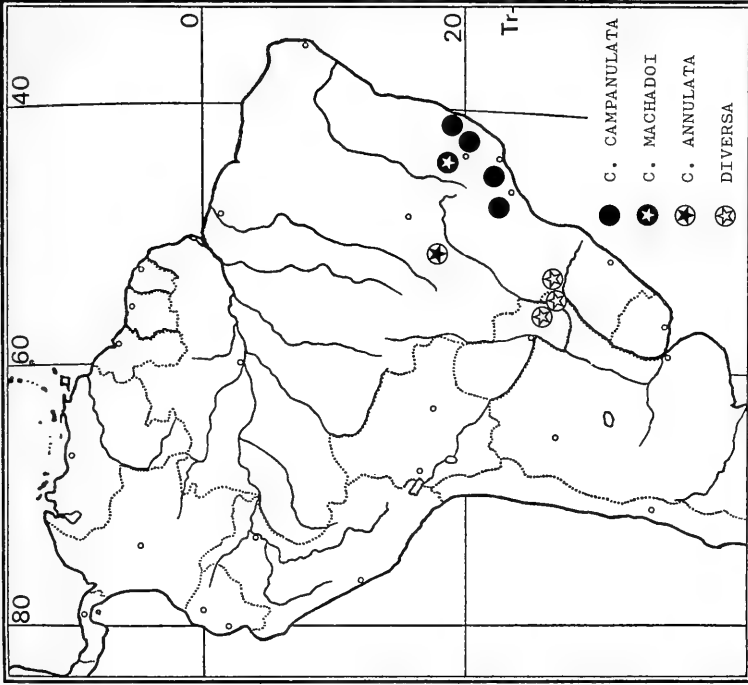 0
20
Tr-
40
60
80
C. CAMPANULATA
C. MACHADOI
C. ANNULATA
DIVERSA